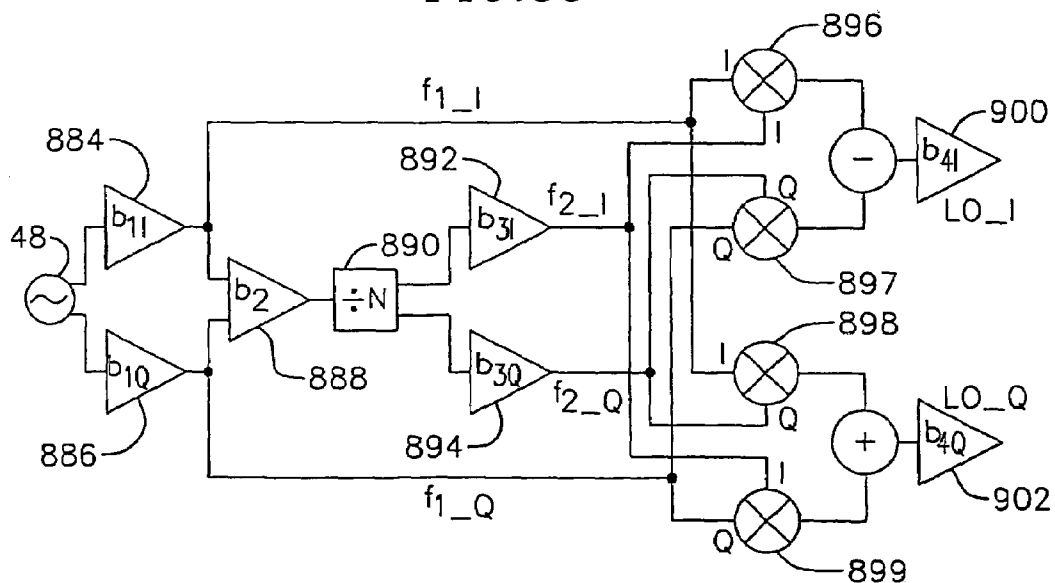 896
I
I
f1_I
900
884
b4I
-
892
b1I
f2_I
LO_I
Q
48
890
b3I
Q
÷N
897
b2
898
I
888
b1Q
b3Q
LO_Q
f2_Q
Q
+
b4Q
886
894
I
f1_Q
902
Q
899